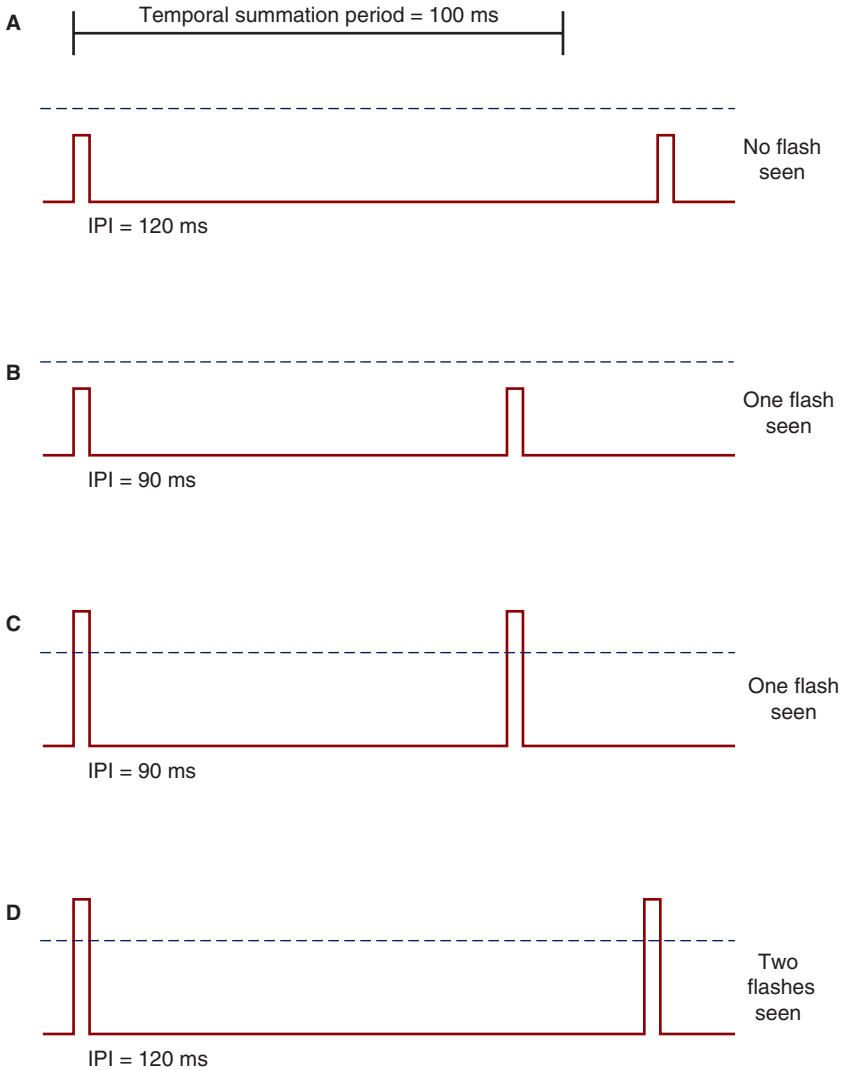 A
Temporal summation period = 100 ms
No flash
seen
IPI = 120 ms
B
One flash
seen
IPI = 90 ms
C
One flash
seen
IPI = 90 ms
D
Two
flashes
seen
IPI = 120 ms